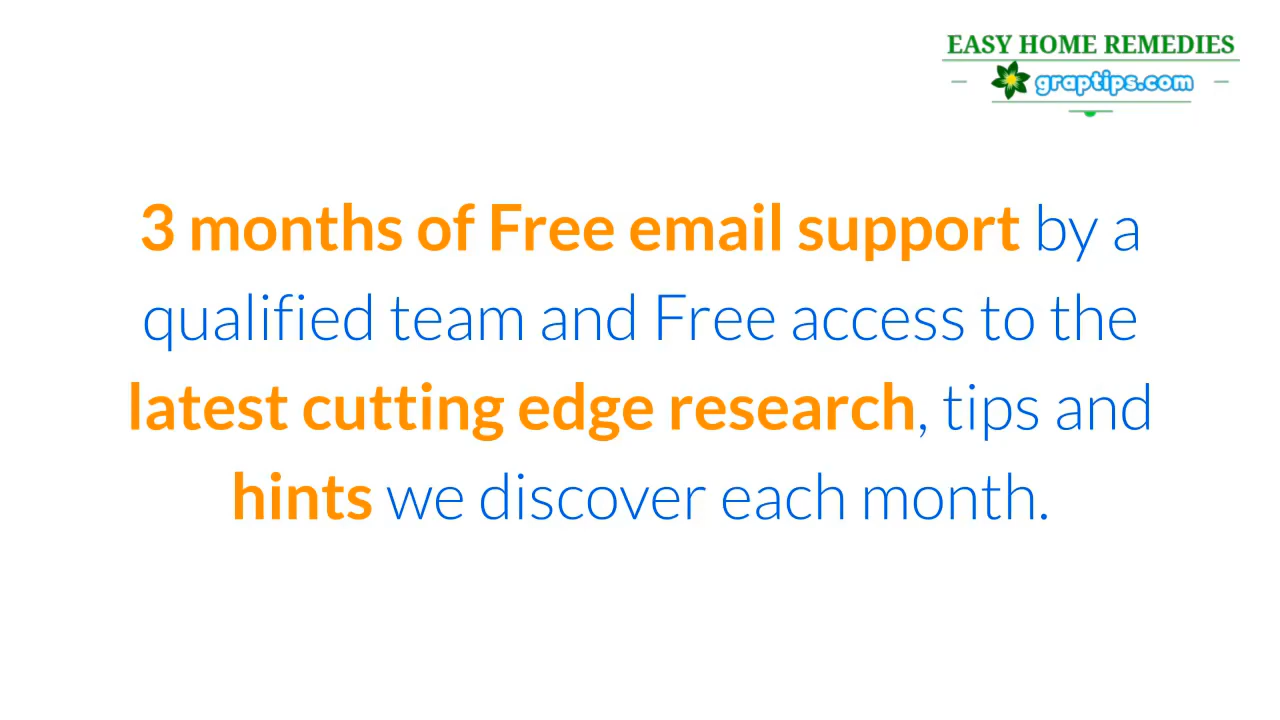 EASY HOME REMEDIES
graptips.com
3 months of Free email support by a
qualified team and Free access to the
latest cutting edge research, tips and
hints we discover each month.